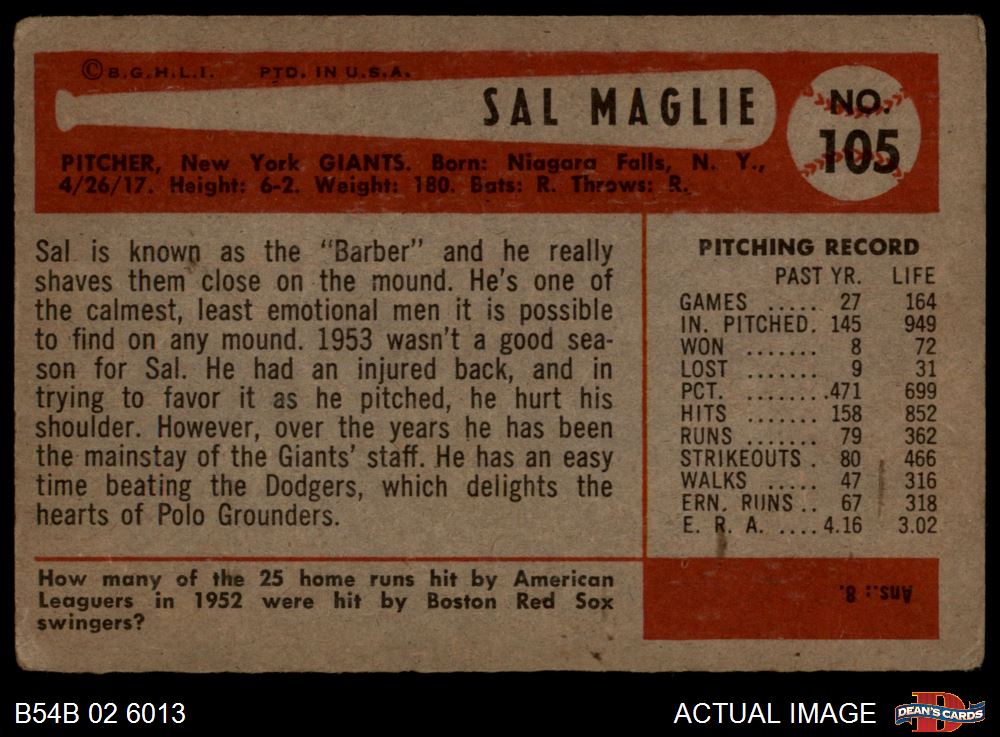 ©B.G.H.L.I. PTD. IN U.S.A.
SAL MAGLIE
NO.
105
PITCHER, New York GIANTS. Born: Niagara Falls, N. Y.,
4/26/17. Height: 6-2. Weight: 180. Bats: R. Throws: R.
Sal is known as the "Barber" and he really
shaves them close on the mound. He's one of
the calmest, least emotional men it is possible
to find on any mound. 1953 wasn't a good sea-
son for Sal. He had an injured back, and in
trying to favor it as he pitched, he hurt his
shoulder. However, over the years he has been
the mainstay of the Giants' staff. He has an easy
time beating the Dodgers, which delights the
hearts of Polo Grounders.
PITCHING RECORD
PAST YR. LIFE
GAMES ..... 27 164
IN. PITCHED. 145 949
WON ....... 8 72
LOST ....... 9 31
PCT. ........471 699
HITS ....... 158 852
RUNS ....... 79 362
STRIKEOUTS . 80 466
WALKS ..... 47 316
ERN. RUNS .. 67 318
E. R. A. ....4.16 3.02
How many of the 25 home runs hit by American
Leaguers in 1952 were hit by Boston Red Sox
swingers?
Ans.: 8.
B54B 02 6013
ACTUAL IMAGE
DEAN'S CARDS